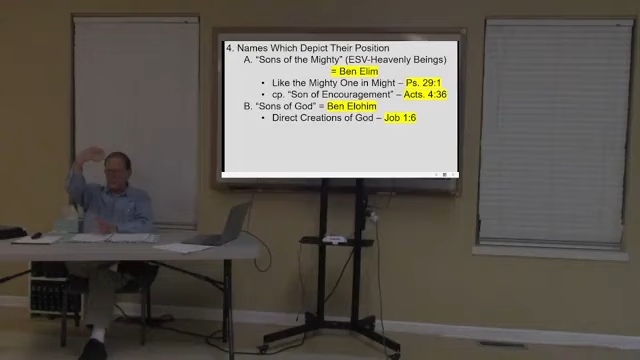 4. Names Which Depict Their Position
A. “Sons of the Mighty” (ESV-Heavenly Beings)
= Ben Elim
• Like the Mighty One in Might – Ps. 29:1
• cp. “Son of Encouragement” – Acts. 4:36
B. “Sons of God” = Ben Elohim
• Direct Creations of God – Job 1:6